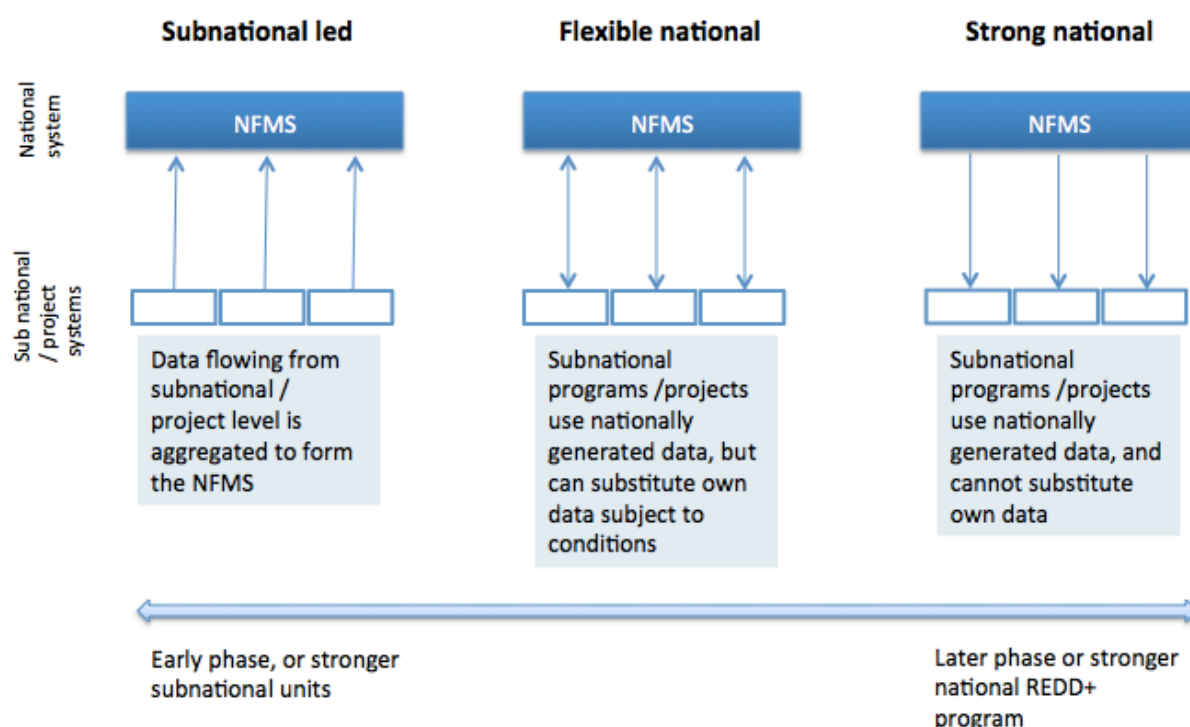 Subnational led
Flexible national
Strong national
National
system
NFMS
NFMS
NFMS
Sub national
/ project
systems
Data flowing from
subnational /
project level is
aggregated to form
the NFMS
Subnational
programs /projects
use nationally
generated data, but
can substitute own
data subject to
conditions
Subnational
programs /projects
use nationally
generated data, and
cannot substitute
own data
Early phase, or stronger
subnational units
Later phase or stronger
national REDD+
program